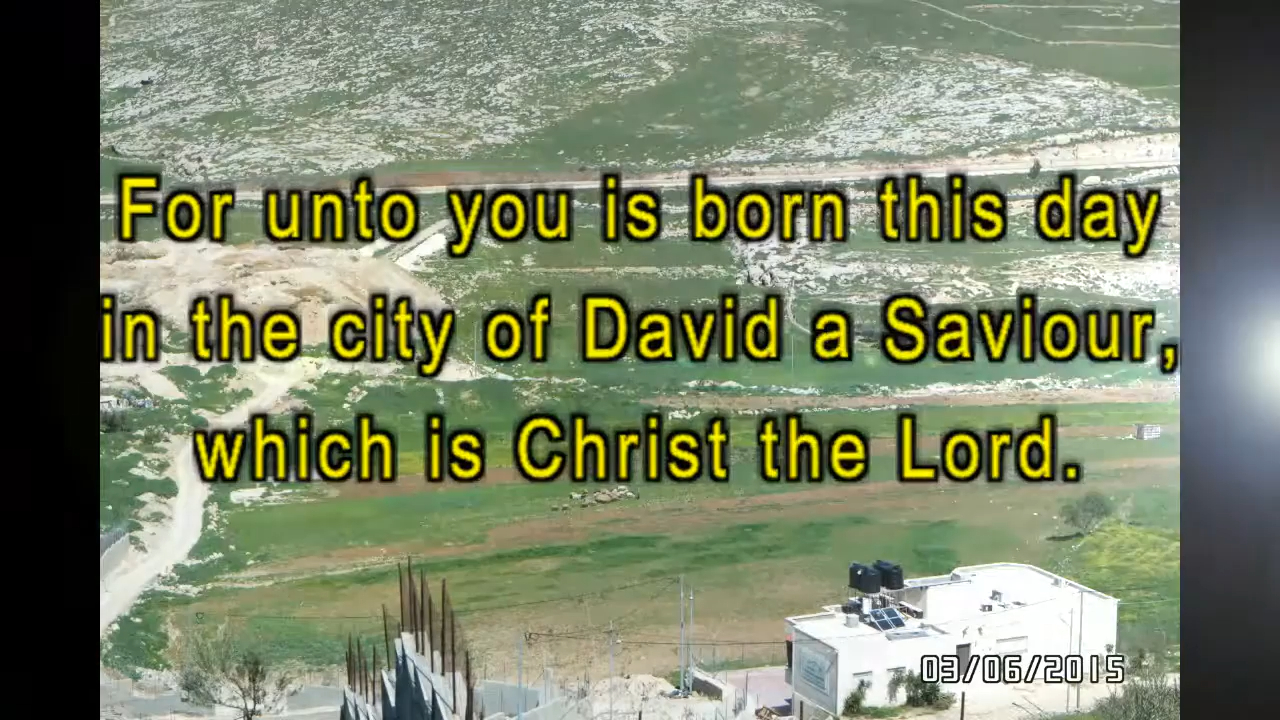 For unto you is born this day
in the city of David a Saviour,
which is Christ the Lord.
03/06/2015